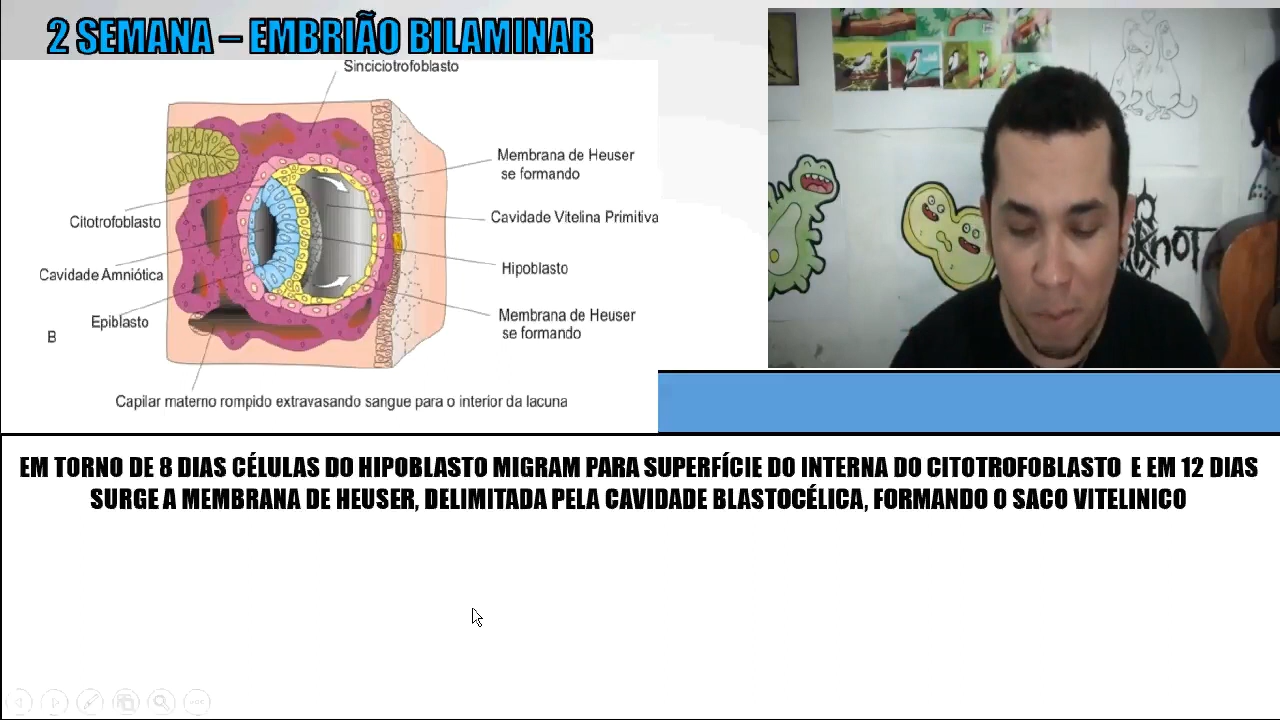 2 SEMANA – EMBRIÃO BILAMINAR
Sinciciotrofoblasto
Membrana de Heuser
se formando
Cavidade Vitelina Primitiva
Citotrofoblasto
Hipoblasto
Cavidade Amniótica
Epiblasto
Membrana de Heuser
se formando
B
Capilar materno rompido extravasando sangue para o interior da lacuna
EM TORNO DE 8 DIAS CÉLULAS DO HIPOBLASTO MIGRAM PARA SUPERFÍCIE DO INTERNA DO CITOTROFOBLASTO E EM 12 DIAS
SURGE A MEMBRANA DE HEUSER, DELIMITADA PELA CAVIDADE BLASTOCÉLICA, FORMANDO O SACO VITELINICO